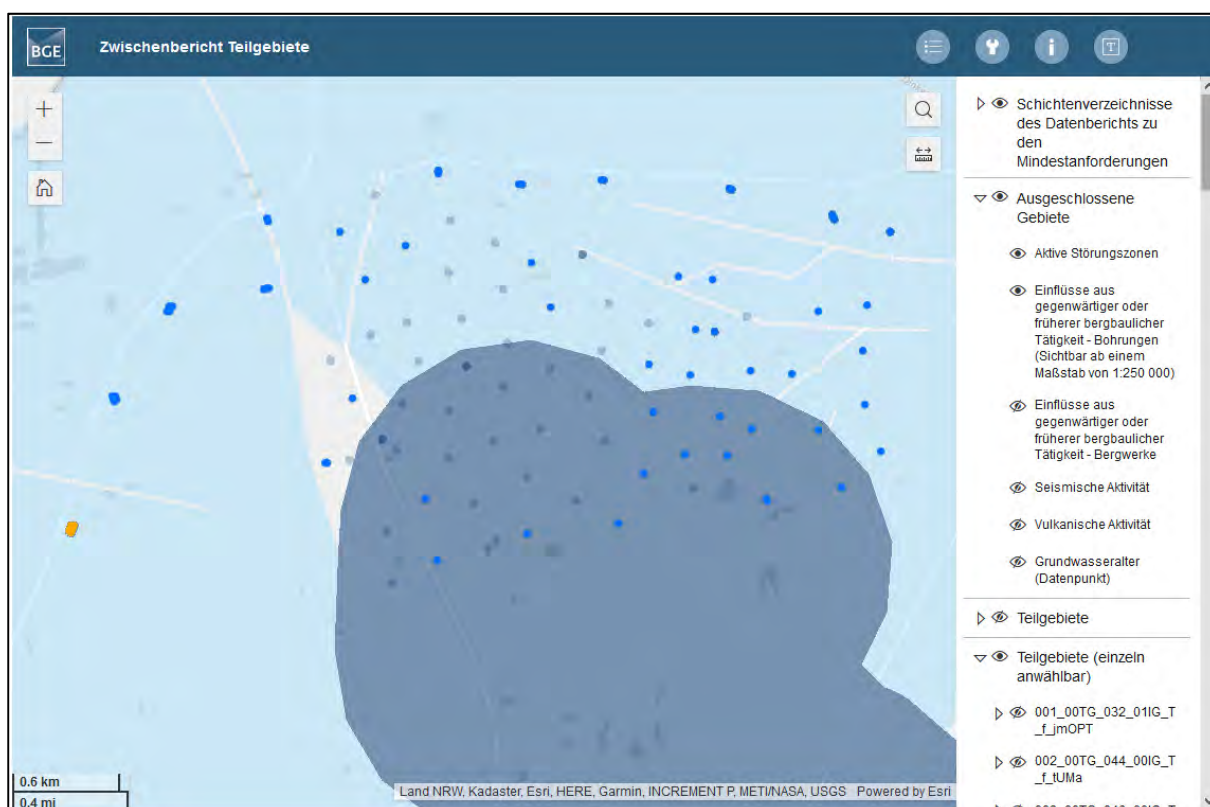 BGE
Zwischenbericht Teilgebiete
Schichtenverzeichnisse
des Datenberichts zu
den
Mindestanforderungen
Ausgeschlossene
Gebiete
Aktive Störungszonen
Einflüsse aus
gegenwärtiger oder
früherer bergbaulicher
Tätigkeit - Bohrungen
(Sichtbar ab einem
Maßstab von 1:250 000)
Einflüsse aus
gegenwärtiger oder
früherer bergbaulicher
Tätigkeit - Bergwerke
Seismische Aktivität
Vulkanische Aktivität
Grundwasseralter
(Datenpunkt)
Teilgebiete
Teilgebiete (einzeln
anwählbar)
001_00TG_032_01IG_T
_f_jmOPT
002_00TG_044_00IG_T
_f_tUMa
0.6 km
0.4 mi
Land NRW, Kadaster, Esri, HERE, Garmin, INCREMENT P, METI/NASA, USGS Powered by Esri